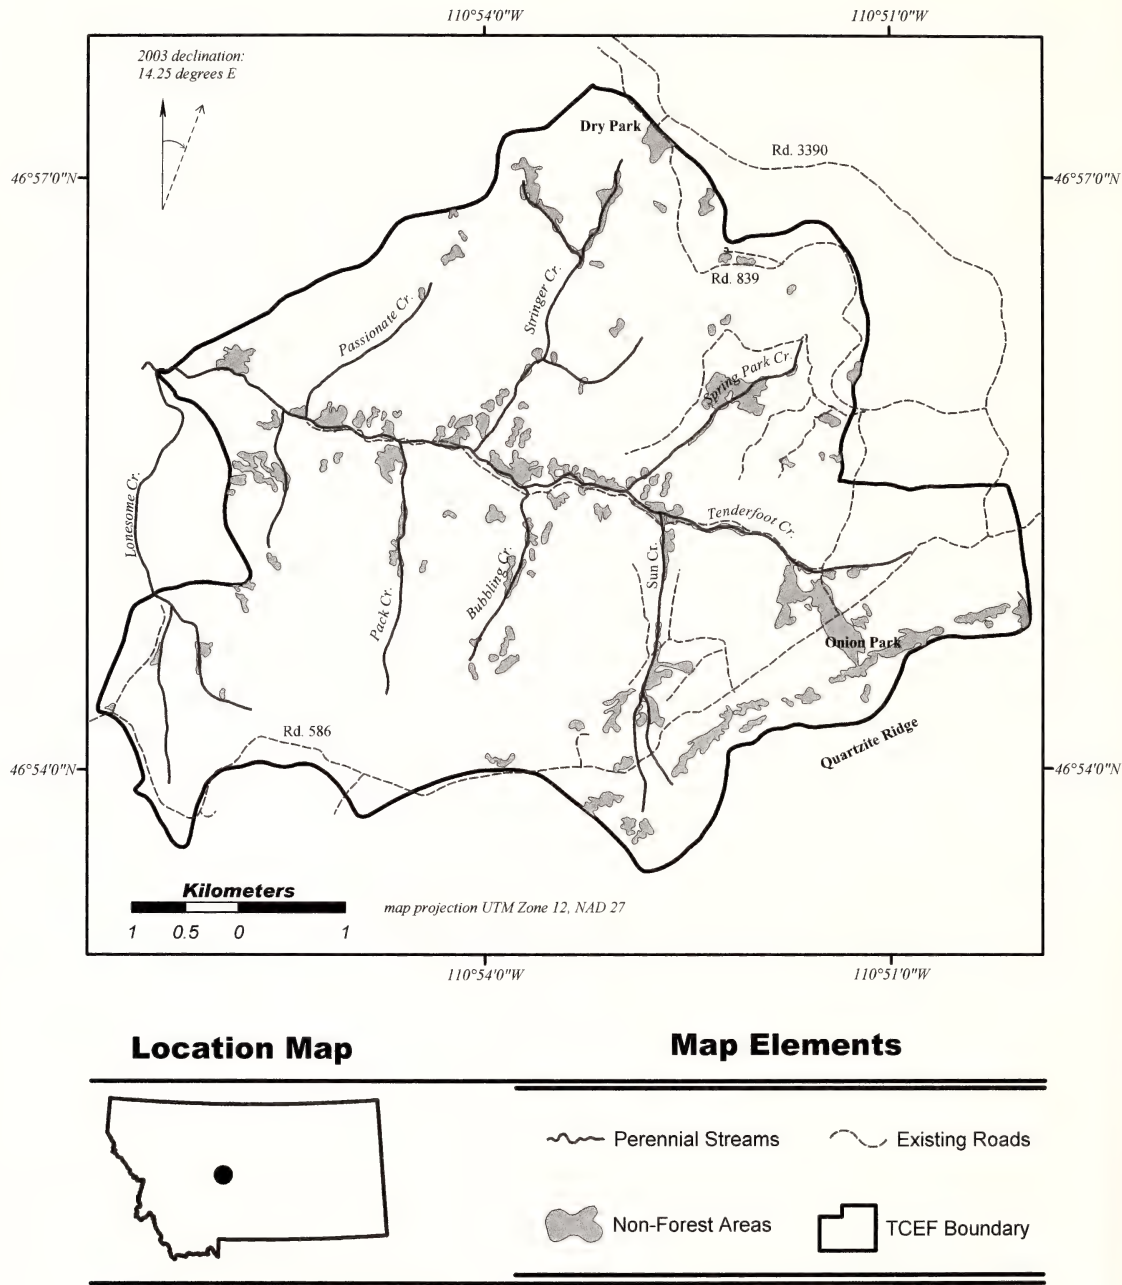 110°54'0"W
110°51'0"W
2003 declination:
14.25 degrees E
Dry Park
Rd. 3390
46°57'0"N
46°57'0"N
Rd. 839
Stringer Cr.
Passionate Cr.
Spring Park Cr.
Lonesome Cr.
Tenderfoot Cr.
Sun Cr.
Bubbling Cr.
Pack Cr.
Onion Park
Rd. 586
Quartzite Ridge
46°54'0"N
46°54'0"N
Kilometers
1 0.5 0 1
map projection UTM Zone 12, NAD 27
110°54'0"W
110°51'0"W
Location Map
Map Elements
Perennial Streams
Existing Roads
Non-Forest Areas
TCEF Boundary